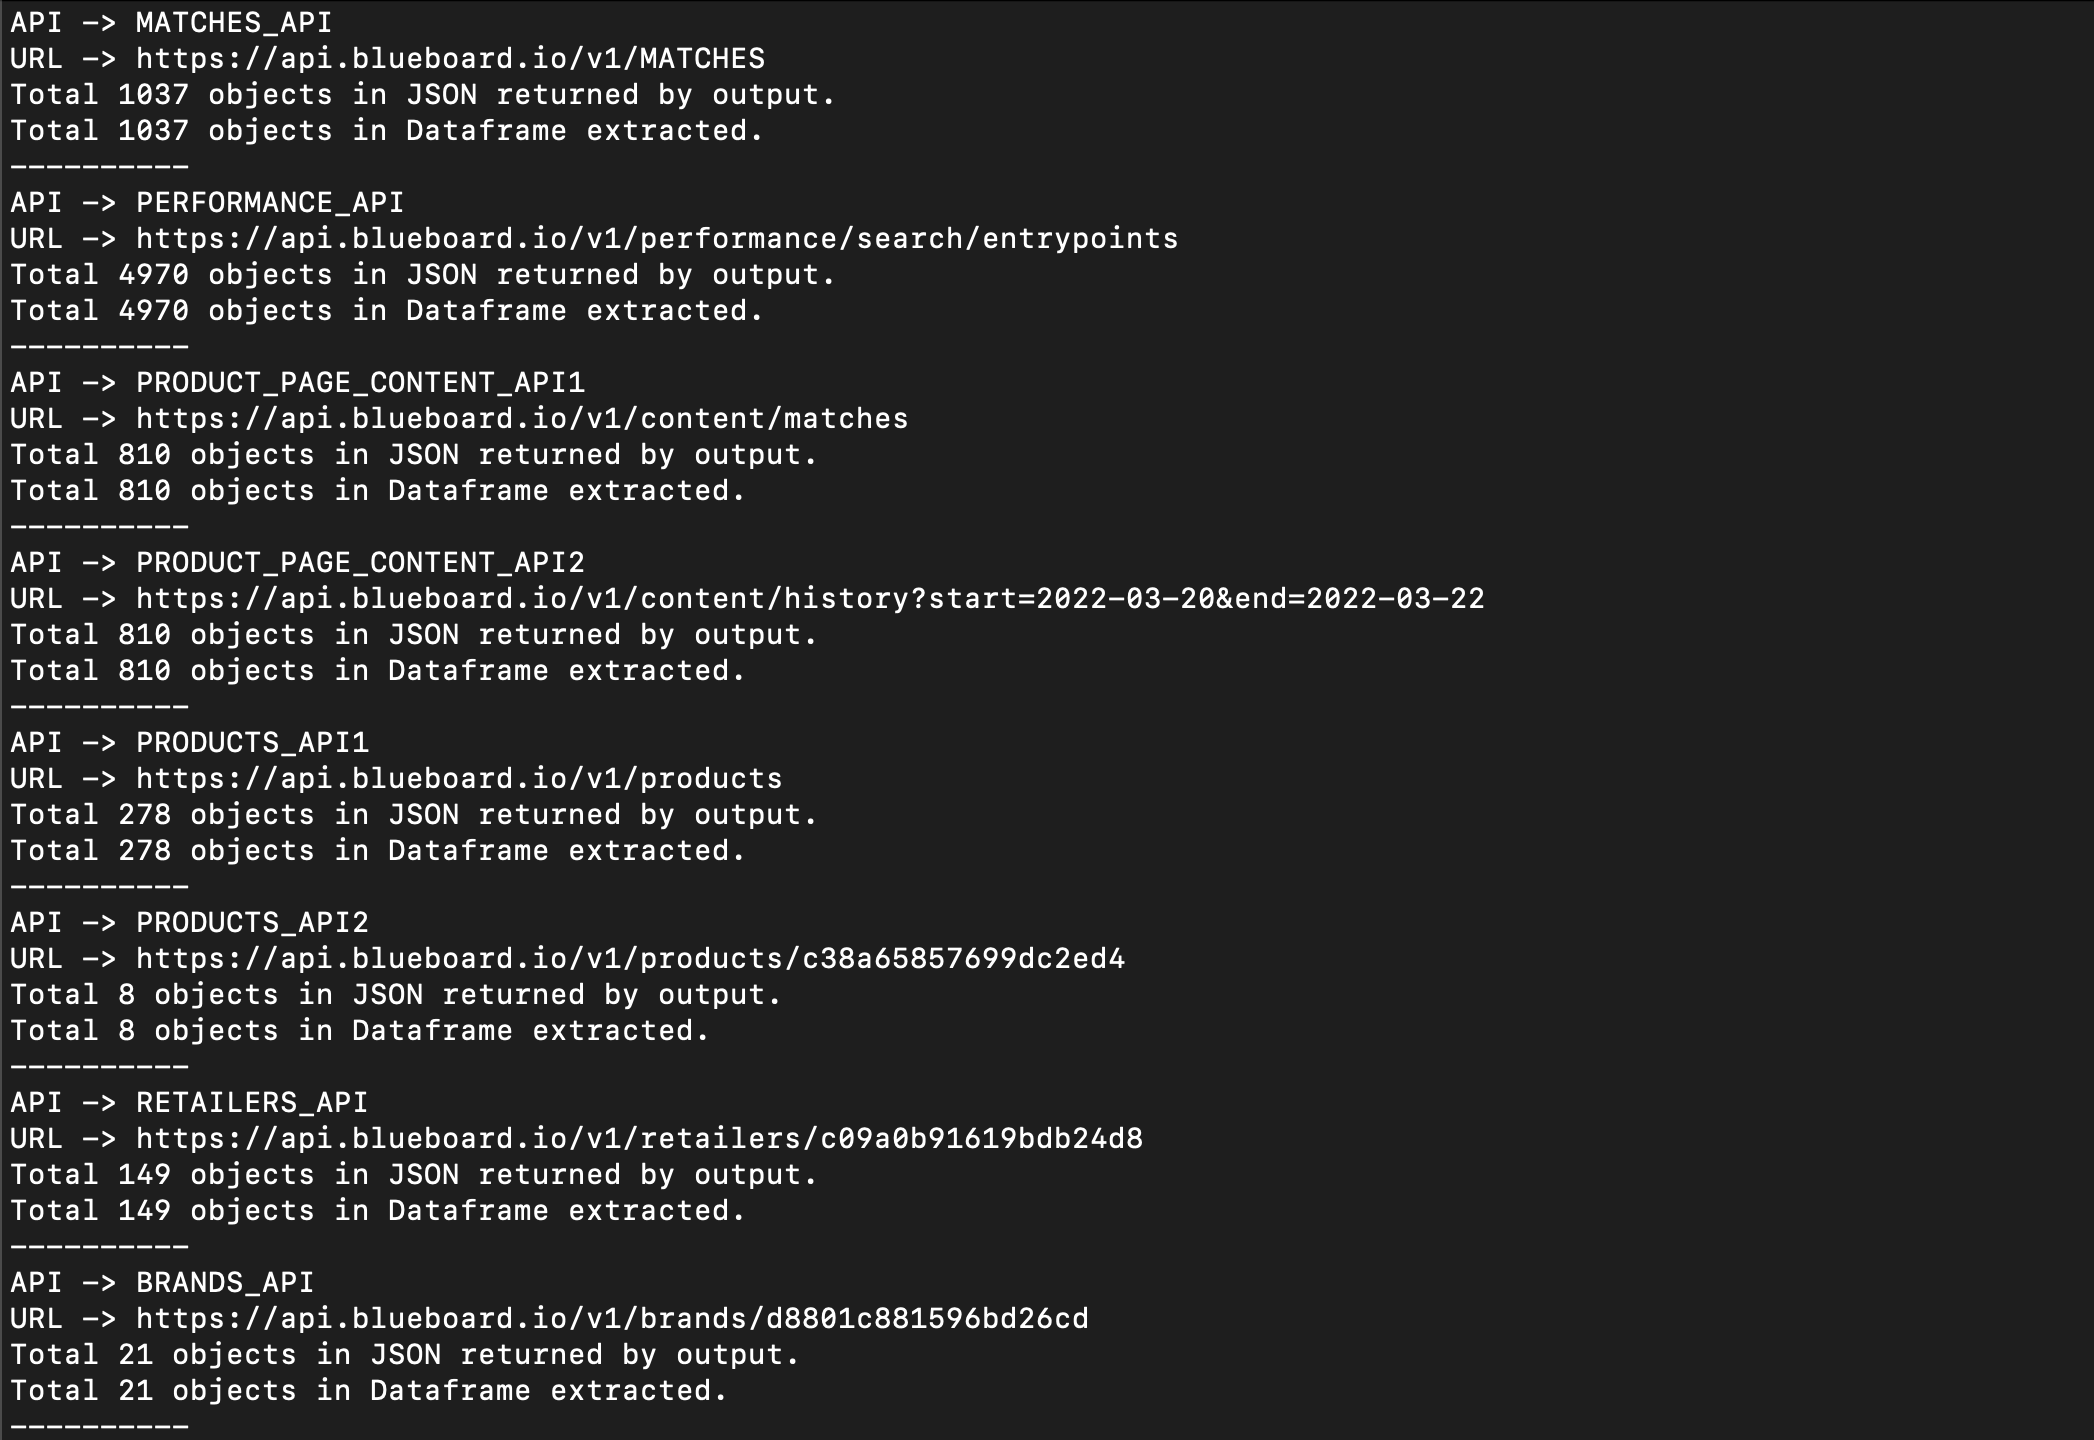 API -> MATCHES_API
URL -> https://api.blueboard.io/v1/MATCHES
Total 1037 objects in JSON returned by output.
Total 1037 objects in Dataframe extracted.
----------
API -> PERFORMANCE_API
URL -> https://api.blueboard.io/v1/performance/search/entrypoints
Total 4970 objects in JSON returned by output.
Total 4970 objects in Dataframe extracted.
----------
API -> PRODUCT_PAGE_CONTENT_API1
URL -> https://api.blueboard.io/v1/content/matches
Total 810 objects in JSON returned by output.
Total 810 objects in Dataframe extracted.
----------
API -> PRODUCT_PAGE_CONTENT_API2
URL -> https://api.blueboard.io/v1/content/history?start=2022-03-20&end=2022-03-22
Total 810 objects in JSON returned by output.
Total 810 objects in Dataframe extracted.
----------
API -> PRODUCTS_API1
URL -> https://api.blueboard.io/v1/products
Total 278 objects in JSON returned by output.
Total 278 objects in Dataframe extracted.
----------
API -> PRODUCTS_API2
URL -> https://api.blueboard.io/v1/products/c38a65857699dc2ed4
Total 8 objects in JSON returned by output.
Total 8 objects in Dataframe extracted.
----------
API -> RETAILERS_API
URL -> https://api.blueboard.io/v1/retailers/c09a0b91619bdb24d8
Total 149 objects in JSON returned by output.
Total 149 objects in Dataframe extracted.
----------
API -> BRANDS_API
URL -> https://api.blueboard.io/v1/brands/d8801c881596bd26cd
Total 21 objects in JSON returned by output.
Total 21 objects in Dataframe extracted.
----------